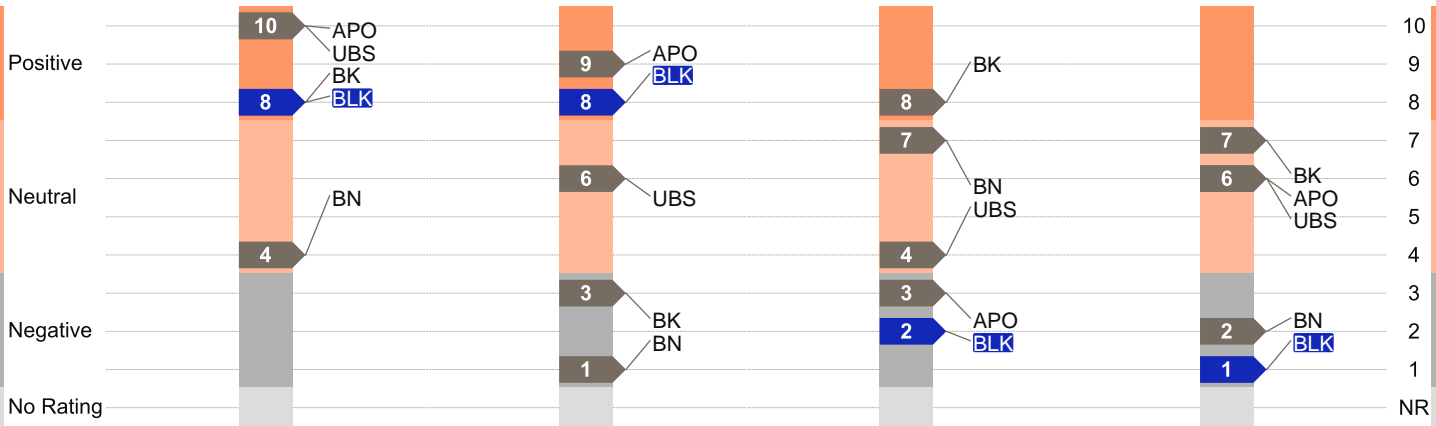 10 APO 10
UBS
Positive 9 APO 9
BK BLK BK
8 BLK 8 8 8
7 7 7
BK
6 BN 6 6
Neutral BN UBS UBS APO
UBS
5
4 4 4
3 3 3
BK APO BN
Negative 2 2 2
BN BLK BLK
1 1 1
No Rating NR